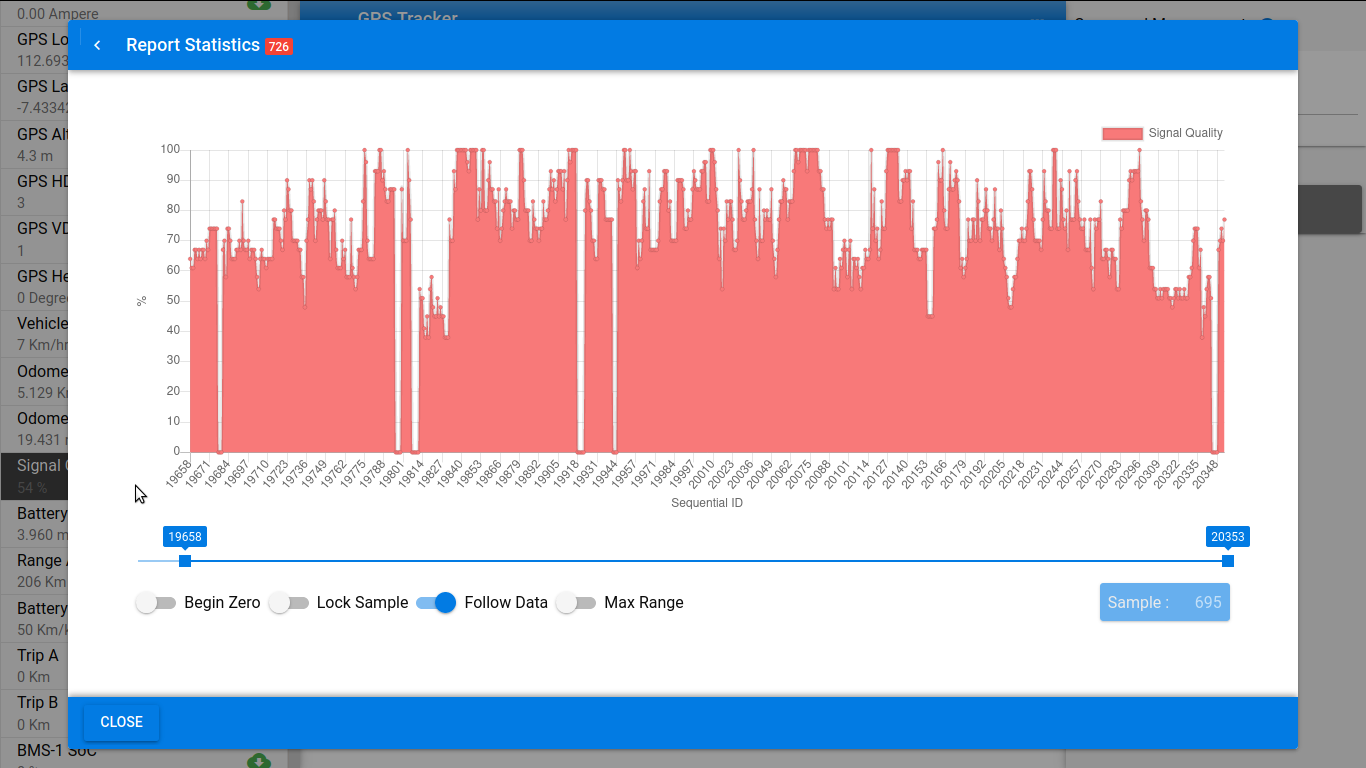 0.00 Ampere
GPS Tracker
GPS Lo
112.693
GPS La
-7.43342
GPS Alt
4.3 m
GPS HD
3
GPS VD
1
GPS He
0 Degre
Vehicle
7 Km/hr
Odome
5.129 Km
Odome
19.431 m
Signal Q
54 %
Battery
3.960 m
Range A
206 Km
Battery
50 Km/k
Trip A
0 Km
Trip B
0 Km
BMS-1 SoC
Report Statistics 726
Signal Quality
100
90
80
70
60
50
40
30
20
10
0
%
19658 19671 19684 19697 19710 19723 19736 19749 19762 19775 19788 19801 19814 19827 19840 19853 19866 19879 19892 19905 19918 19931 19944 19957 19971 19984 19997 20010 20023 20036 20049 20062 20075 20088 20101 20114 20127 20140 20153 20166 20179 20192 20205 20218 20231 20244 20257 20270 20283 20296 20309 20322 20335 20348
Sequential ID
19658 20353
Begin Zero Lock Sample Follow Data Max Range
Sample : 695
CLOSE